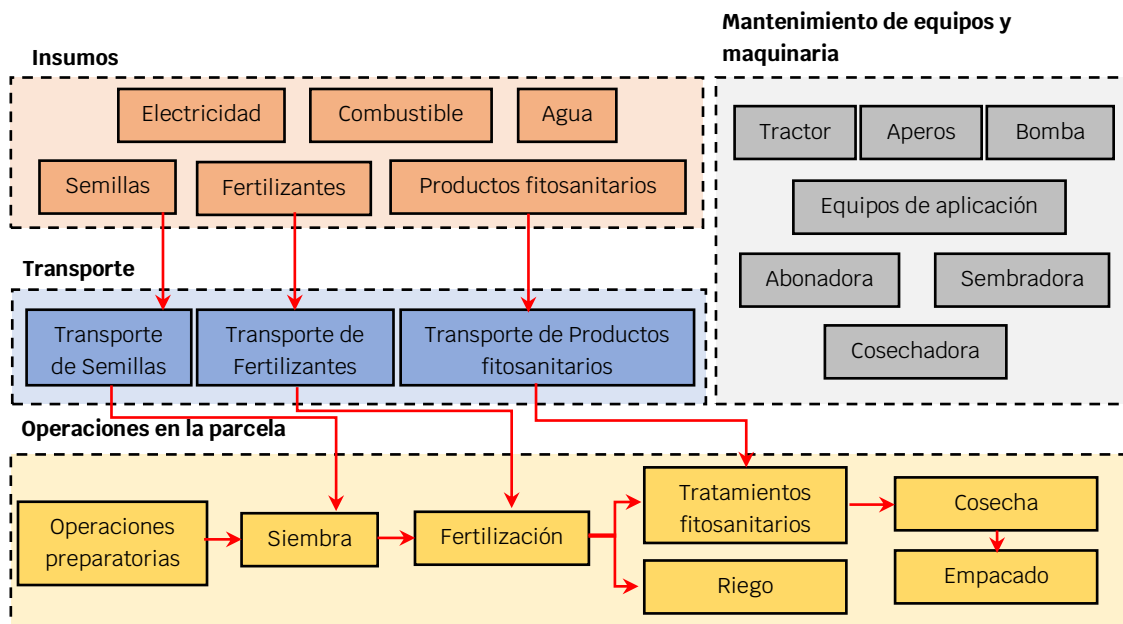 Insumos
Electricidad
Combustible
Agua
Semillas
Fertilizantes
Productos fitosanitarios
Mantenimiento de equipos y
maquinaria
Tractor
Aperos
Bomba
Equipos de aplicación
Abonadora
Sembradora
Cosechadora
Transporte
Transporte
de Semillas
Transporte de
Fertilizantes
Transporte de Productos
fitosanitarios
Operaciones en la parcela
Operaciones
preparatorias
Siembra
Fertilización
Tratamientos
fitosanitarios
Riego
Cosecha
Empacado